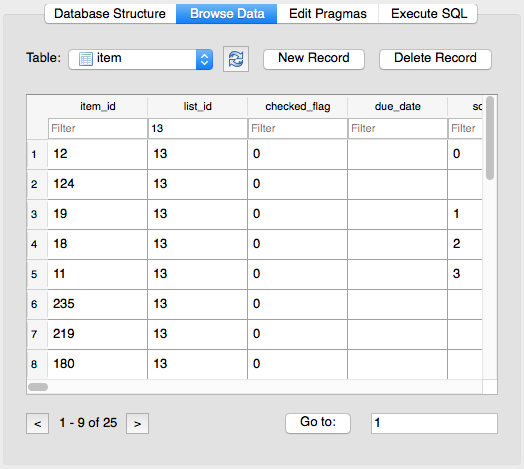 Database Structure Browse Data Edit Pragmas Execute SQL
Table: item New Record Delete Record
item_id list_id checked_flag due_date
Filter 13 Filter Filter Filter
1 12 13 0 0
2 124 13 0
3 19 13 0 1
4 18 13 0 2
5 11 13 0 3
6 235 13 0
7 219 13 0
8 180 13 0
< 1 - 9 of 25 > Go to: 1